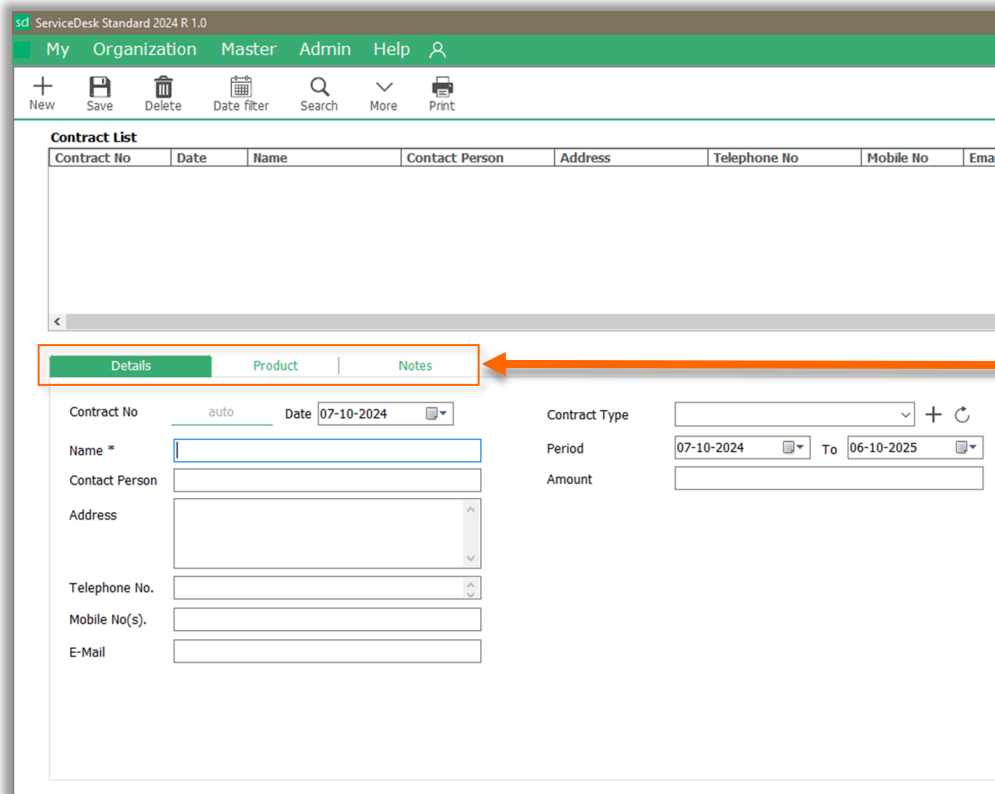 sd ServiceDesk Standard 2024 R 1.0
My Organization Master Admin Help
New Save Delete Date filter Search More Print
Contract List
Contract No Date Name Contact Person Address Telephone No Mobile No Ema
Details Product Notes
Contract No auto Date 07-10-2024 Contract Type
Name * Period 07-10-2024 To 06-10-2025
Contact Person Amount
Address
Telephone No.
Mobile No(s).
E-Mail